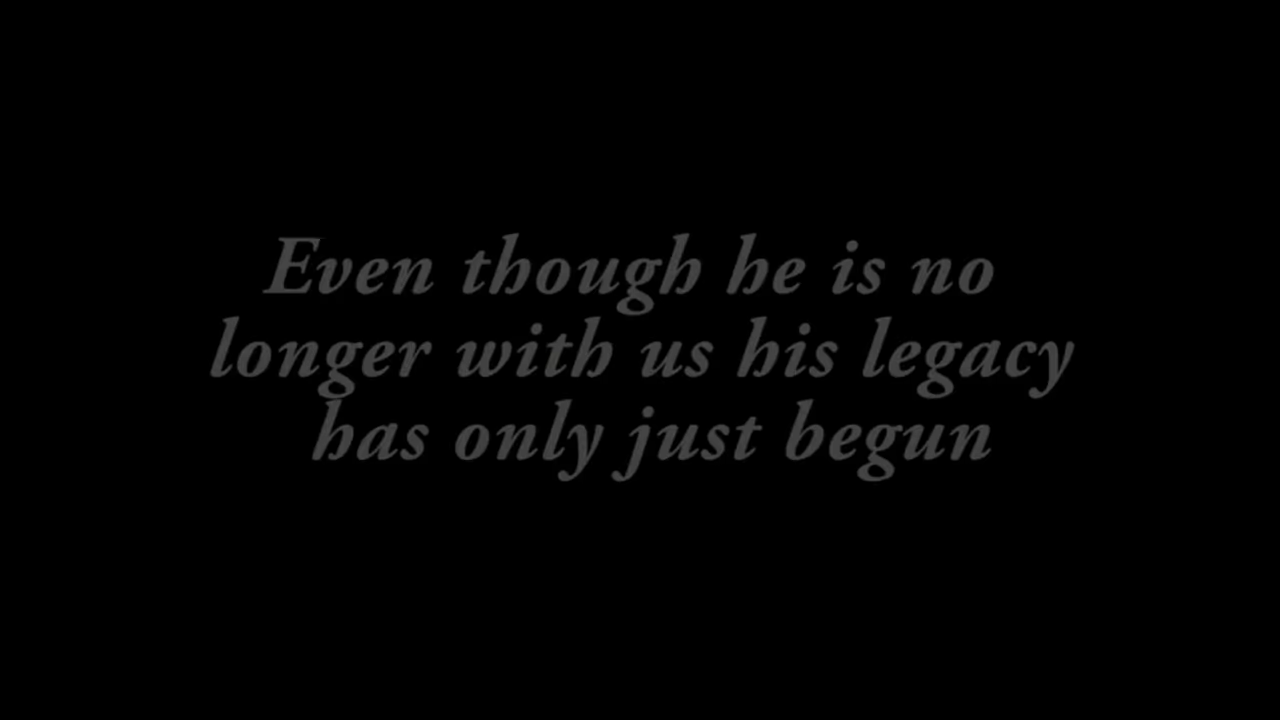 Even though he is no
longer with us his legacy
has only just begun